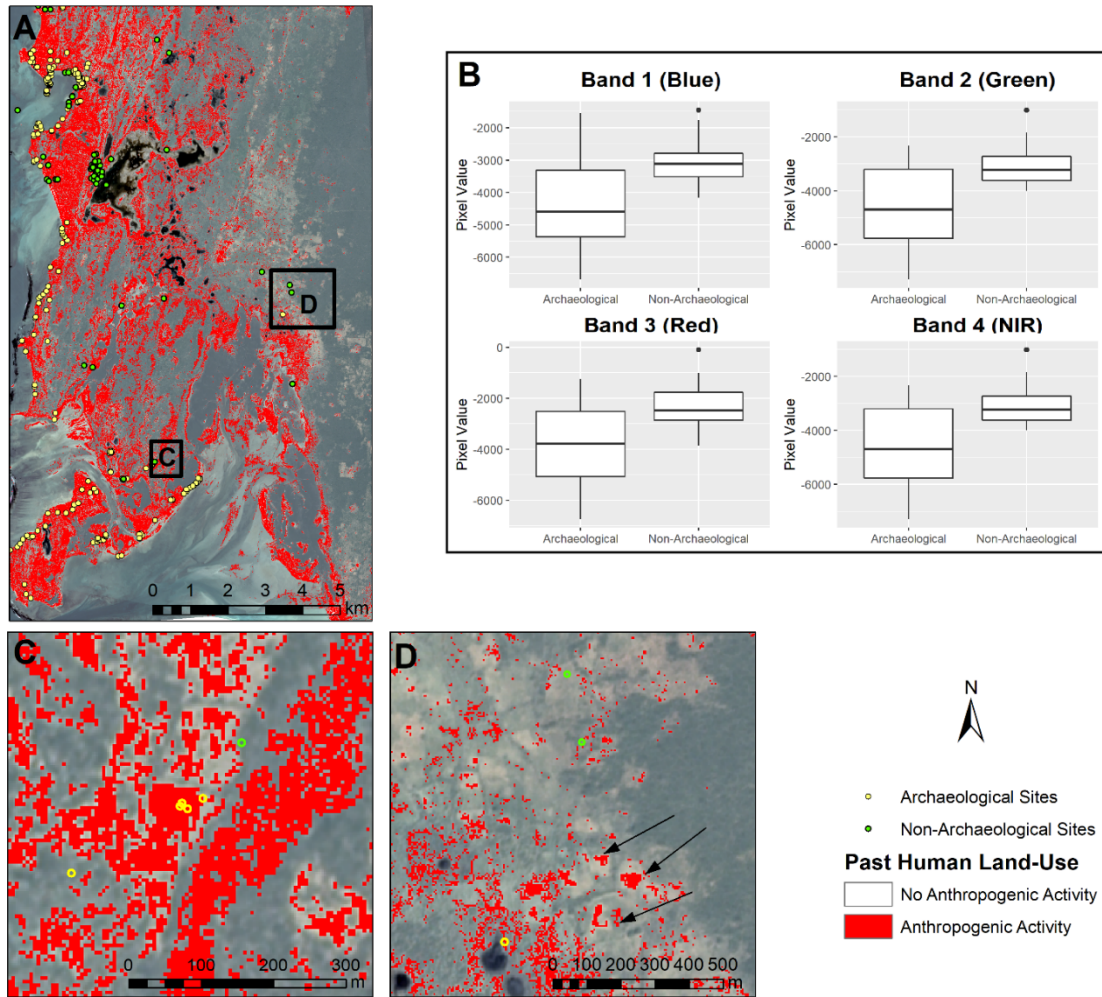 A
D
C
0 1 2 3 4 5
km
B
Band 1 (Blue)
Band 2 (Green)
Pixel Value
-2000
-3000
-4000
-5000
-6000
Archaeological Non-Archaeological
Pixel Value
-2000
-4000
-6000
Archaeological Non-Archaeological
Band 3 (Red)
Band 4 (NIR)
Pixel Value
0
-2000
-4000
-6000
Archaeological Non-Archaeological
Pixel Value
-2000
-4000
-6000
Archaeological Non-Archaeological
C
0 100 200 300
m
D
0 100 200 300 400 500
m
N
Archaeological Sites
Non-Archaeological Sites
Past Human Land-Use
No Anthropogenic Activity
Anthropogenic Activity